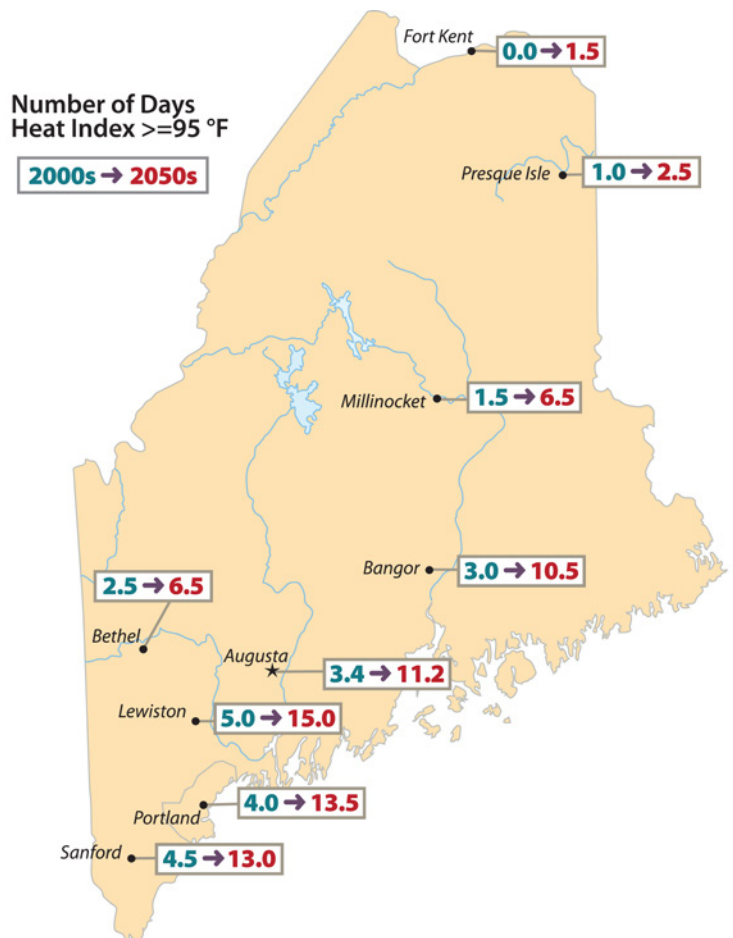 Fort Kent
0.0 → 1.5
Number of Days
Heat Index >=95 °F
2000s → 2050s
Presque Isle
1.0 → 2.5
Millinocket
1.5 → 6.5
Bangor
3.0 → 10.5
2.5 → 6.5
Bethel
Augusta
3.4 → 11.2
Lewiston
5.0 → 15.0
Portland
4.0 → 13.5
Sanford
4.5 → 13.0